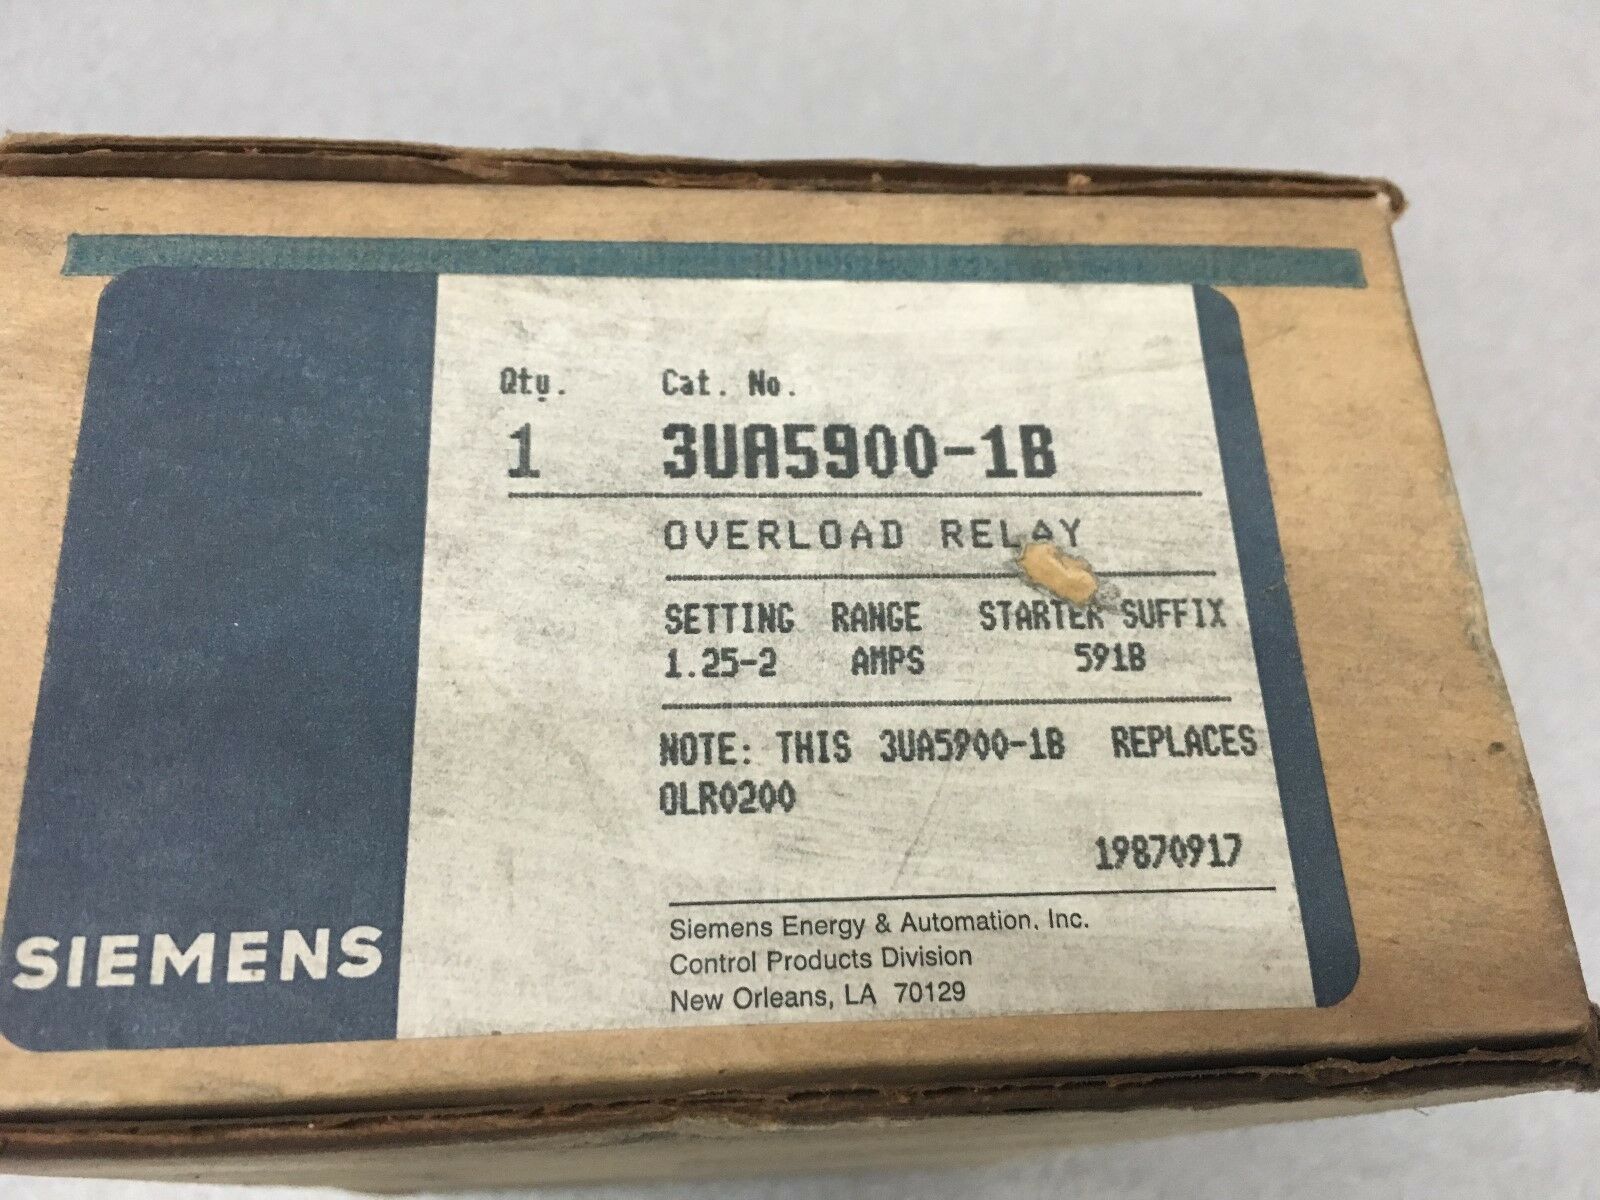 Qty. Cat. No.
1 3UA5900-1B
OVERLOAD RELAY
SETTING RANGE STARTER SUFFIX
1.25-2 AMPS 591B
NOTE: THIS 3UA5900-1B REPLACES
OLR0200
19870917
Siemens Energy & Automation, Inc.
Control Products Division
New Orleans, LA 70129
SIEMENS